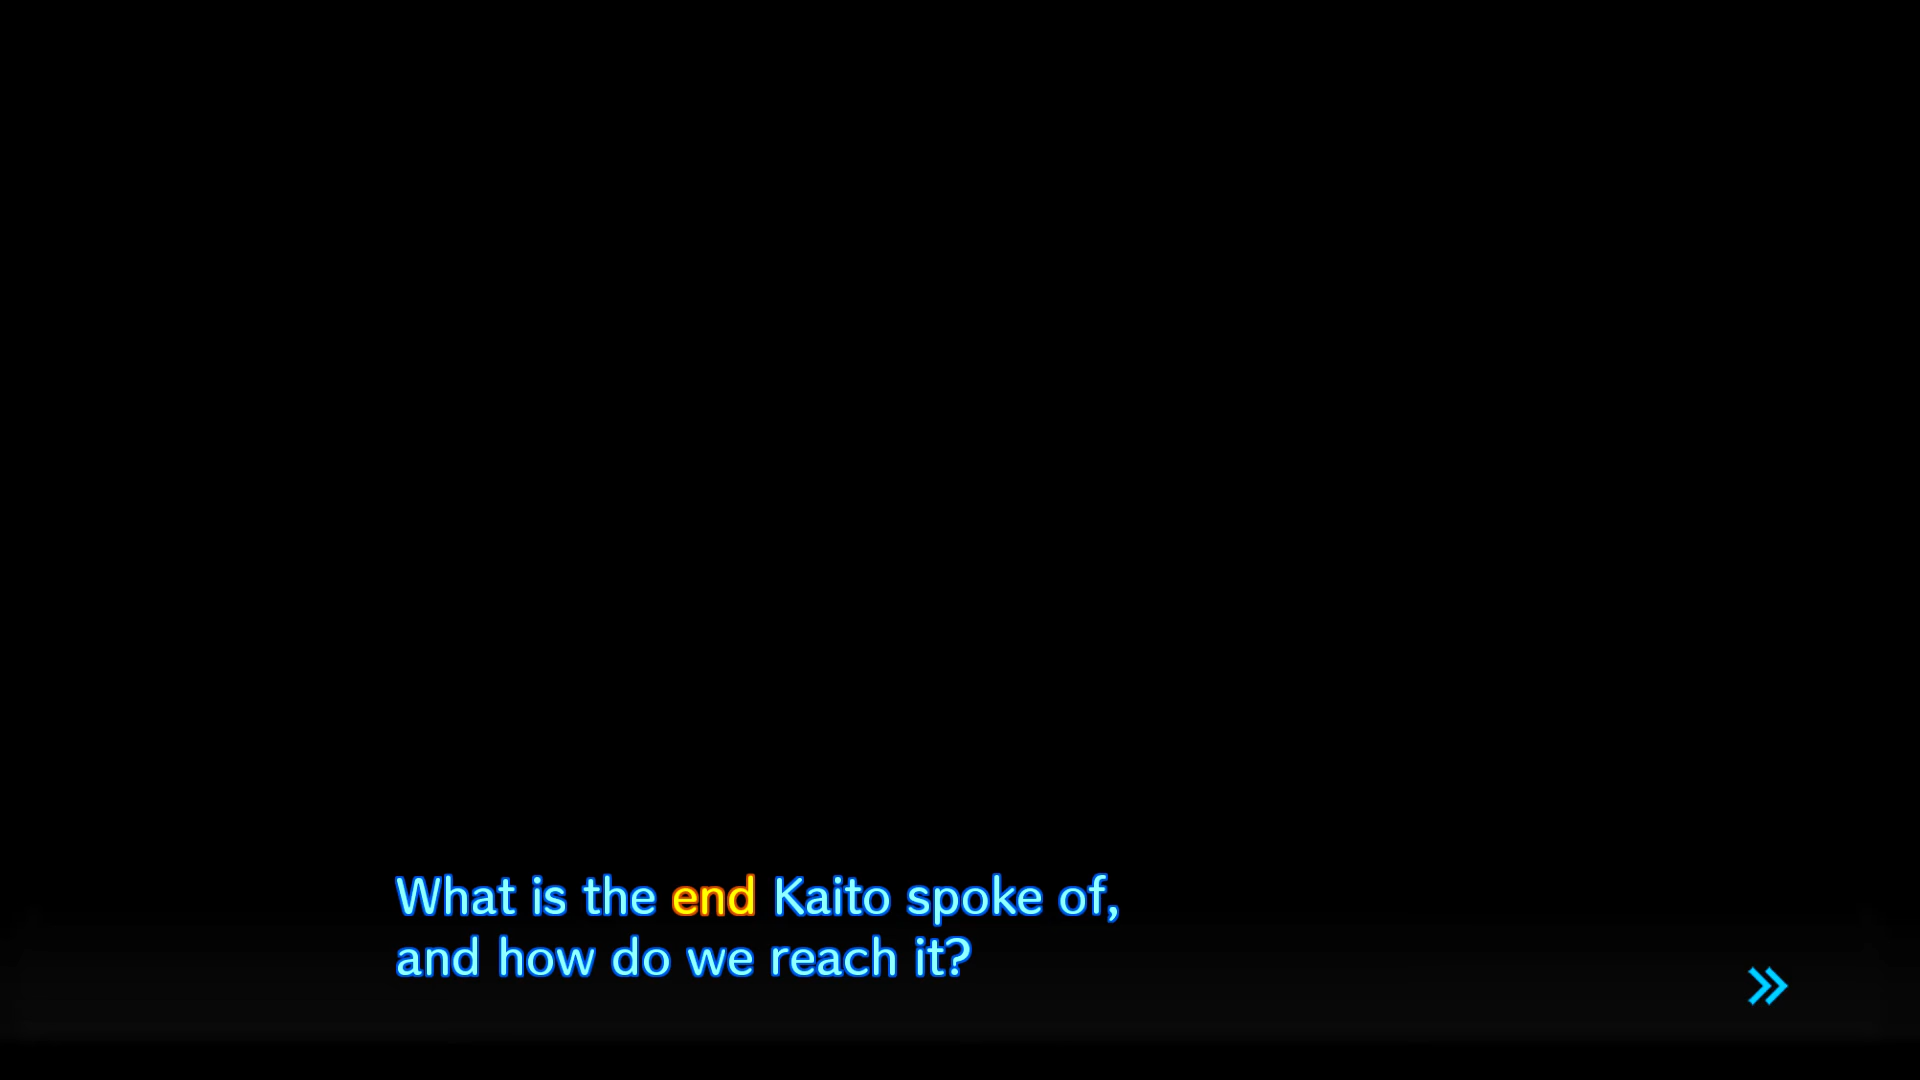 What is the end Kaito spoke of,
and how do we reach it?